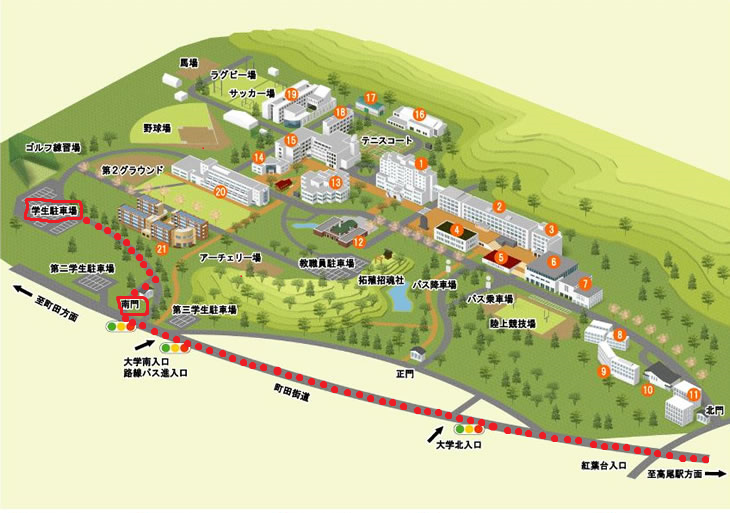 馬場
ラグビー場
サッカー場
19
17
16
18
野球場
テニスコート
15
ゴルフ練習場
14
1
第2グラウンド
13
20
2
学生駐車場
3
21
12
4
アーチェリー場
5
6
教職員駐車場
第二学生駐車場
拓殖招魂社
バス降車場
7
バス乗車場
南門
第三学生駐車場
至町田方面
陸上競技場
8
大学南入口
路線バス進入口
正門
9
町田街道
10
11
北門
大学北入口
紅葉台入口
至高尾駅方面